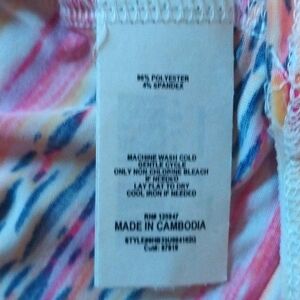 96% POLYESTER
4% SPANDEX
MACHINE WASH COLD
GENTLE CYCLE
ONLY NON CHLORINE BLEACH
IF NEEDED
LAY FLAT TO DRY
COOL IRON IF NEEDED
MADE IN CAMBODIA